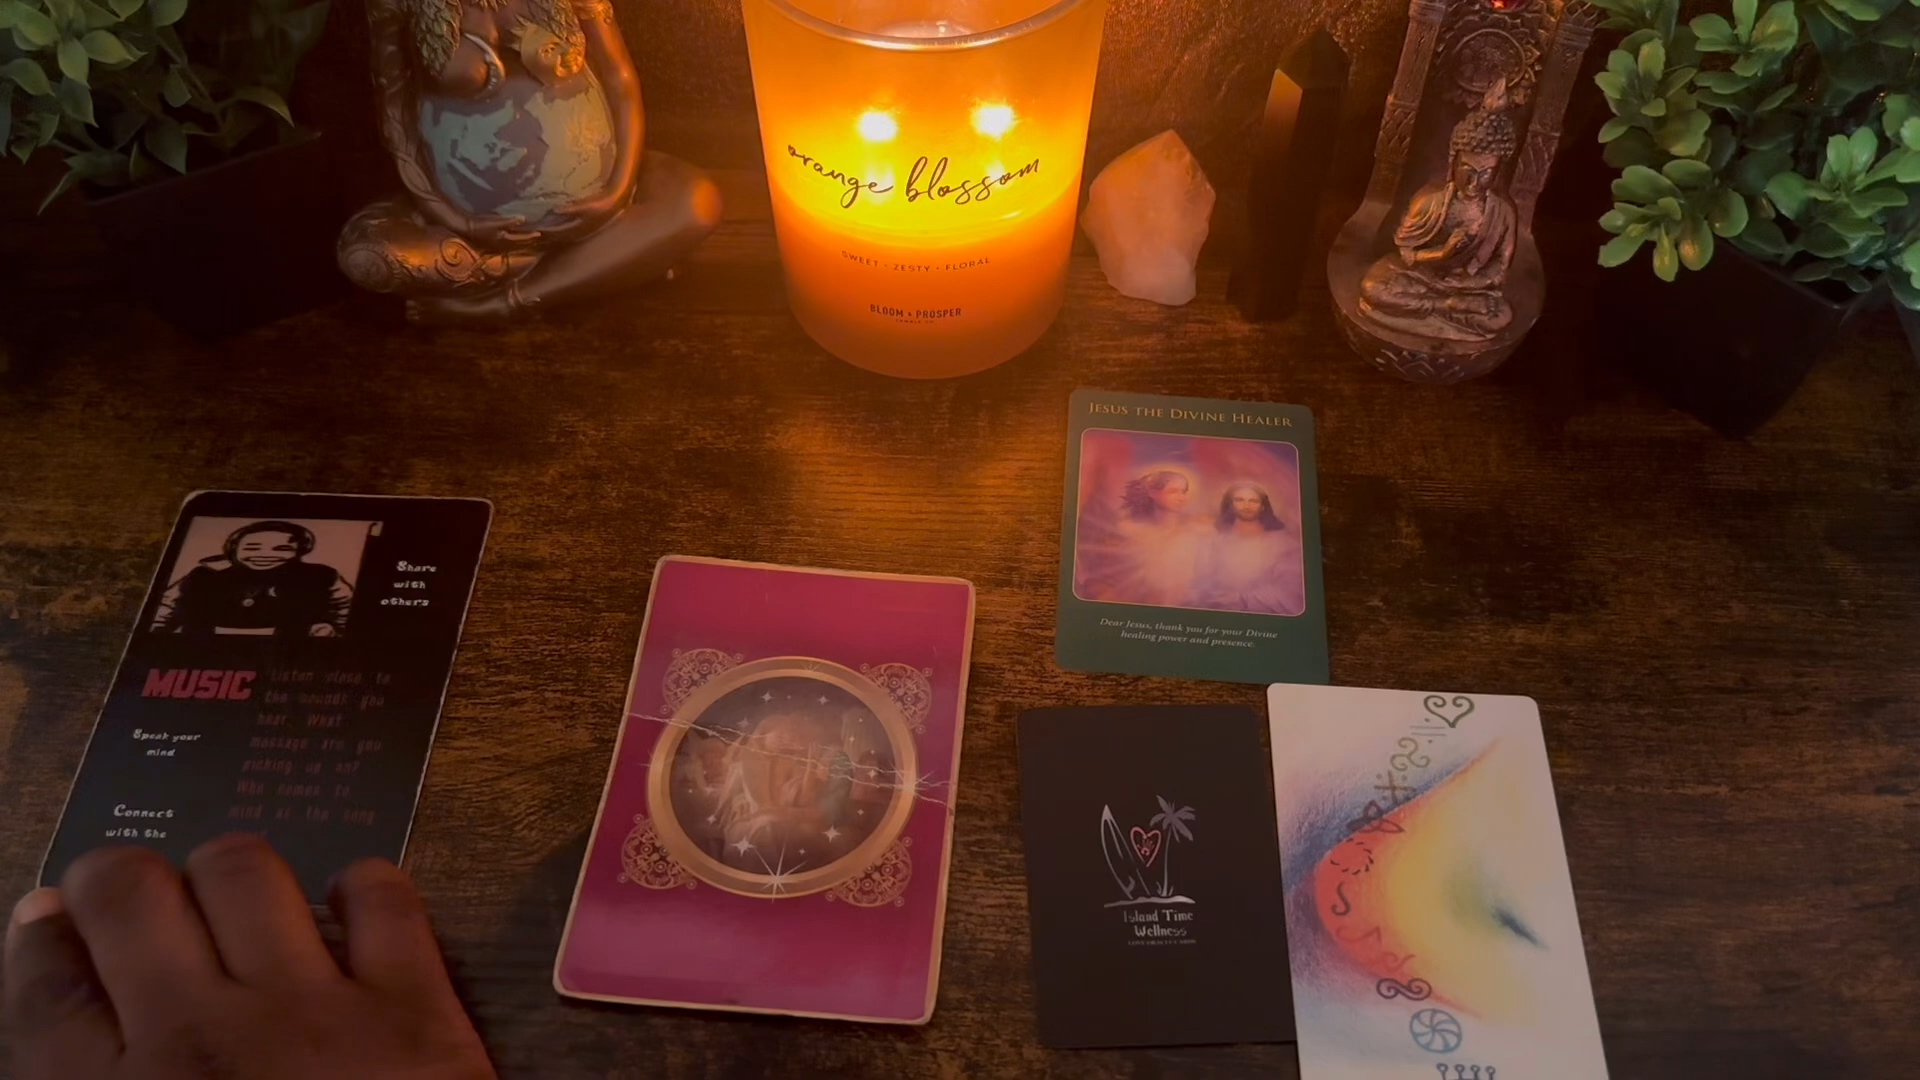 orange blossom
SWEET • ZESTY • FLORAL
BLOOM & PROSPER
CANDLE CO
JESUS THE DIVINE HEALER
Dear Jesus, thank you for your Divine
healing power and presence.
Share
with
others
MUSIC
Listen close to
the sounds you
hear. What
message are you
picking up on?
Who comes to
mind at the song
Speak your
mind
Connect
with the
Island Time
Wellness